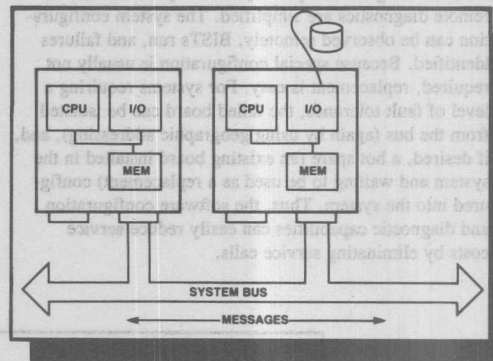 remote diagnostics are simplified. The system configura-
tion can be observed remotely, BISTs run, and failures
identified. Because special configuration is usually not
required, replacement is easy. For systems requiring a
level of fault tolerance, the failed board can be isolated
from the bus (again by using geographic addressing), and,
if desired, a hot spare (an existing board installed in the
system and waiting to be used as a replacement) config-
ured into the system. Thus, the software configuration
and diagnostic capabilities can easily reduce service
costs by eliminating service calls.
CPU I/O
MEM
CPU I/O
MEM
SYSTEM BUS
MESSAGES